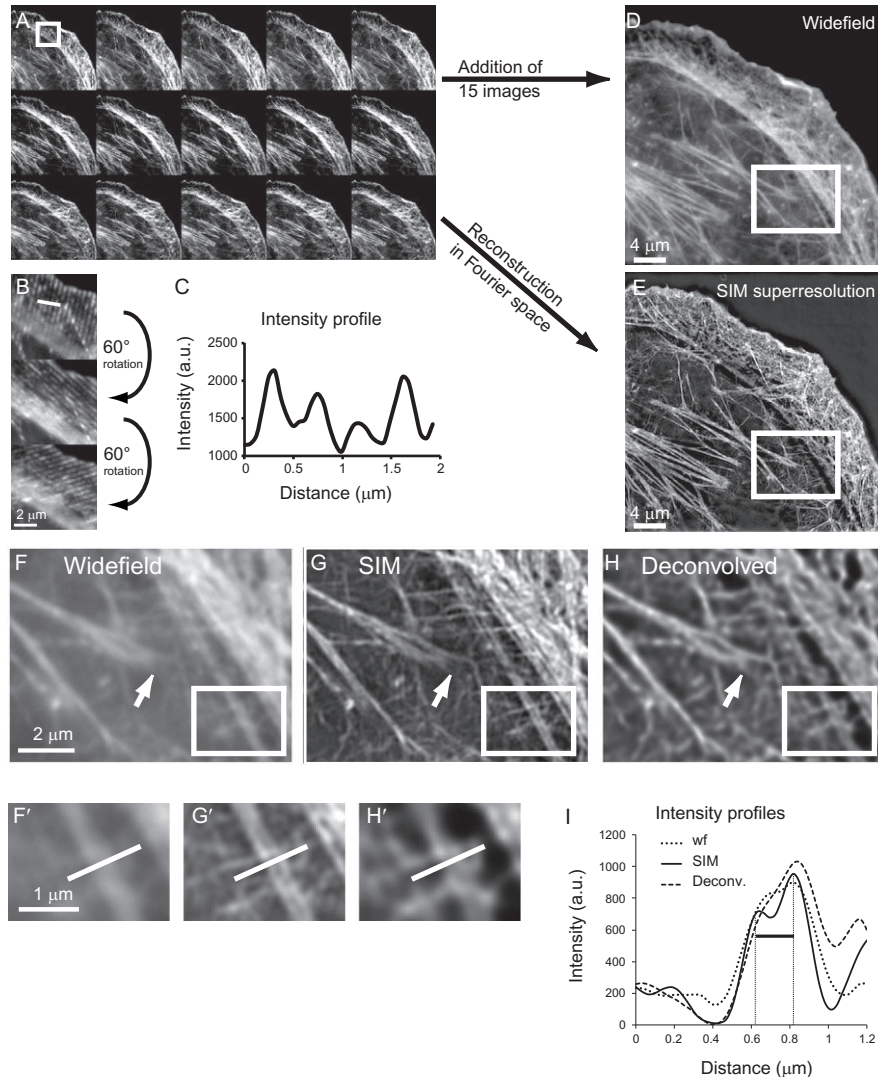 A
Addition of
15 images
D
Widefield
4 μm
Reconstruction
in Fourier space
E
SIM superresolution
4 μm
B
60°
rotation
60°
rotation
2 μm
C
Intensity profile
Intensity (a.u.)
2500
2000
1500
1000
0 0.5 1 1.5 2
Distance (μm)
F Widefield
2 μm
G SIM
H Deconvolved
F′
1 μm
G′
H′
I
Intensity profiles
wf
SIM
Deconv.
Intensity (a.u.)
1200
1000
800
600
400
200
0
0 0.2 0.4 0.6 0.8 1 1.2
Distance (μm)